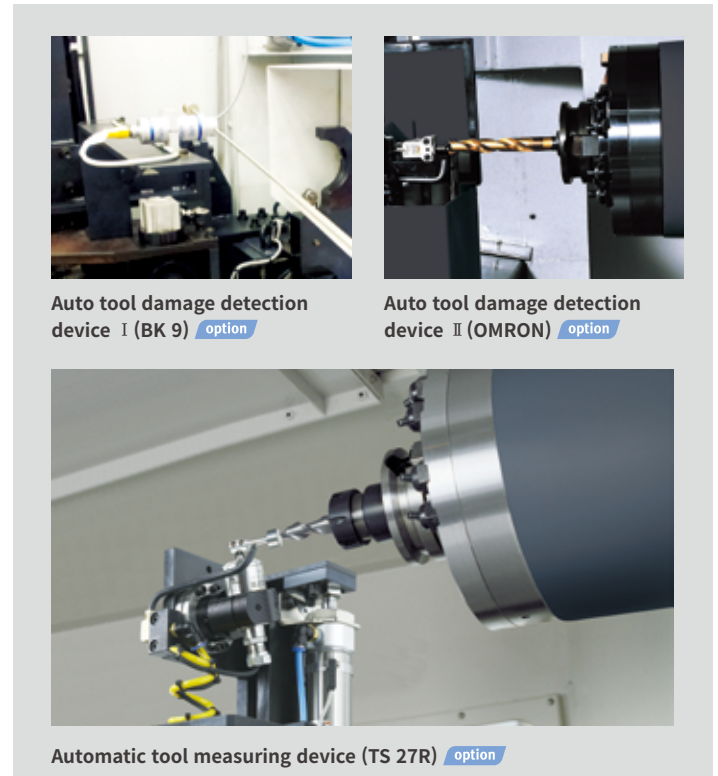 Auto tool damage detection
device Ⅰ (BK 9) option
Auto tool damage detection
device Ⅱ (OMRON) option
Automatic tool measuring device (TS 27R) option